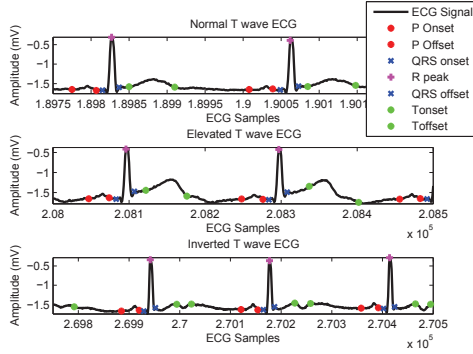 Normal T wave ECG
Amplitude (mV)
-0.5
-1
-1.5
1.8975 1.898 1.8985 1.899 1.8995 1.90 1.9005 1.901 1.901
ECG Samples
ECG Signal
P Onset
P Offset
QRS onset
R peak
QRS offset
Tonset
Toffset
Elevated T wave ECG
Amplitude (mV)
-0.5
-1
-1.5
2.08 2.081 2.082 2.083 2.084 2.085
ECG Samples
x 10^5
Inverted T wave ECG
Amplitude (mV)
-0.5
-1
-1.5
2.699 2.6995 2.7 2.701 2.702 2.703 2.704 2.705
ECG Samples
x 10^5